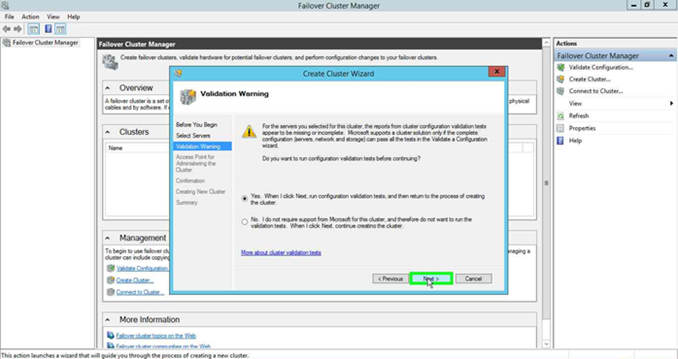 Failover Cluster Manager
File Action View Help
Failover Cluster Manager
Failover Cluster Manager
Create failover clusters, validate hardware for potential failover clusters, and perform configuration changes to your failover clusters.
Overview
A failover cluster is a set of
physical
cables and by software. If
Clusters
Name
Management
To begin to use failover clu
managing a
cluster can include copying
Validate Configuration...
Create Cluster...
Connect to Cluster...
More Information
Failover cluster topics on the Web
Failover cluster communities on the Web
This action launches a wizard that will guide you through the process of creating a new cluster.
Create Cluster Wizard
Validation Warning
Before You Begin
Select Servers
Validation Warning
Access Point for
Administering the
Cluster
Confirmation
Creating New Cluster
Summary
For the servers you selected for this cluster, the reports from cluster configuration validation tests
appear to be missing or incomplete. Microsoft supports a cluster solution only if the complete
configuration (servers, network and storage) can pass all the tests in the Validate a Configuration
wizard.
Do you want to run configuration validation tests before continuing?
Yes. When I click Next, run configuration validation tests, and then return to the process of creating
the cluster.
No. I do not require support from Microsoft for this cluster, and therefore do not want to run the
validation tests. When I click Next, continue creating the cluster.
More about cluster validation tests
< Previous
Next >
Cancel
Actions
Failover Cluster Manager
Validate Configuration...
Create Cluster...
Connect to Cluster...
View
Refresh
Properties
Help